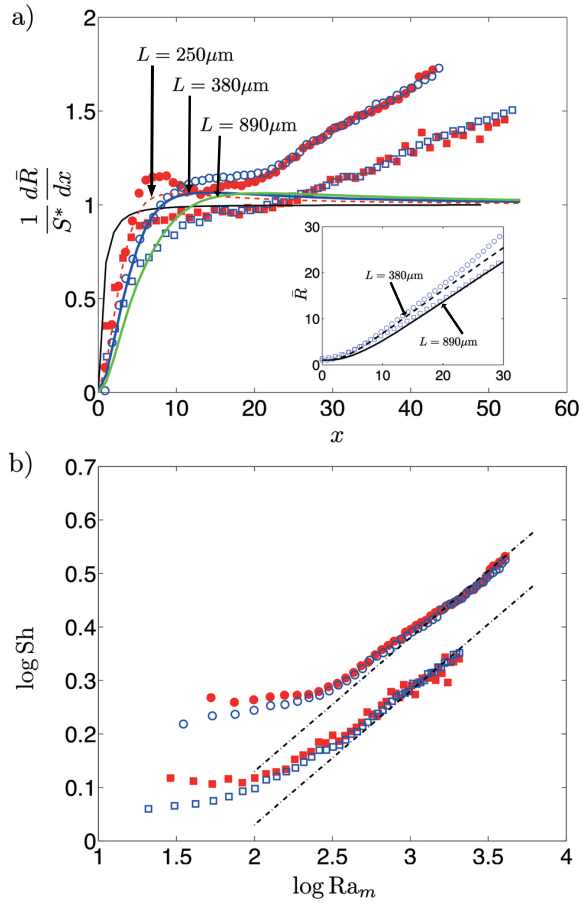 a)
2
1.5
1
0.5
0
L = 250μm
L = 380μm
L = 890μm
1/S* dR̄/dx
30
20
10
0
R̄
L = 380μm
L = 890μm
0 10 20 30
0 10 20 30 40 50 60
x
b)
0.7
0.6
0.5
0.4
0.3
0.2
0.1
0
log Sh
1 1.5 2 2.5 3 3.5 4
log Raₘ